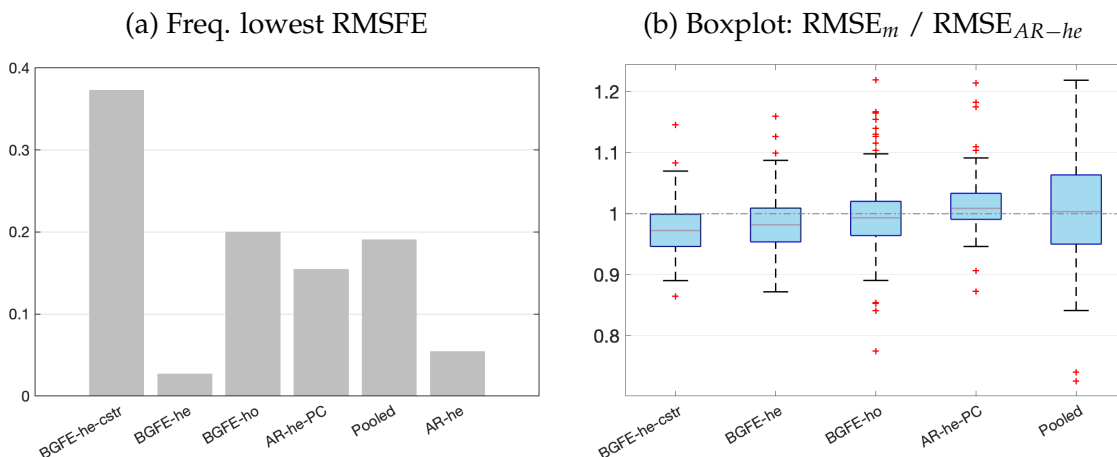 (a) Freq. lowest RMSFE
0.4
0.3
0.2
0.1
0
BGFE-he-cstr
BGFE-he
BGFE-ho
AR-he-PC
Pooled
AR-he
(b) Boxplot: RMSE_m / RMSE_{AR−he}
1.2
1.1
1
0.9
0.8
BGFE-he-cstr
BGFE-he
BGFE-ho
AR-he-PC
Pooled